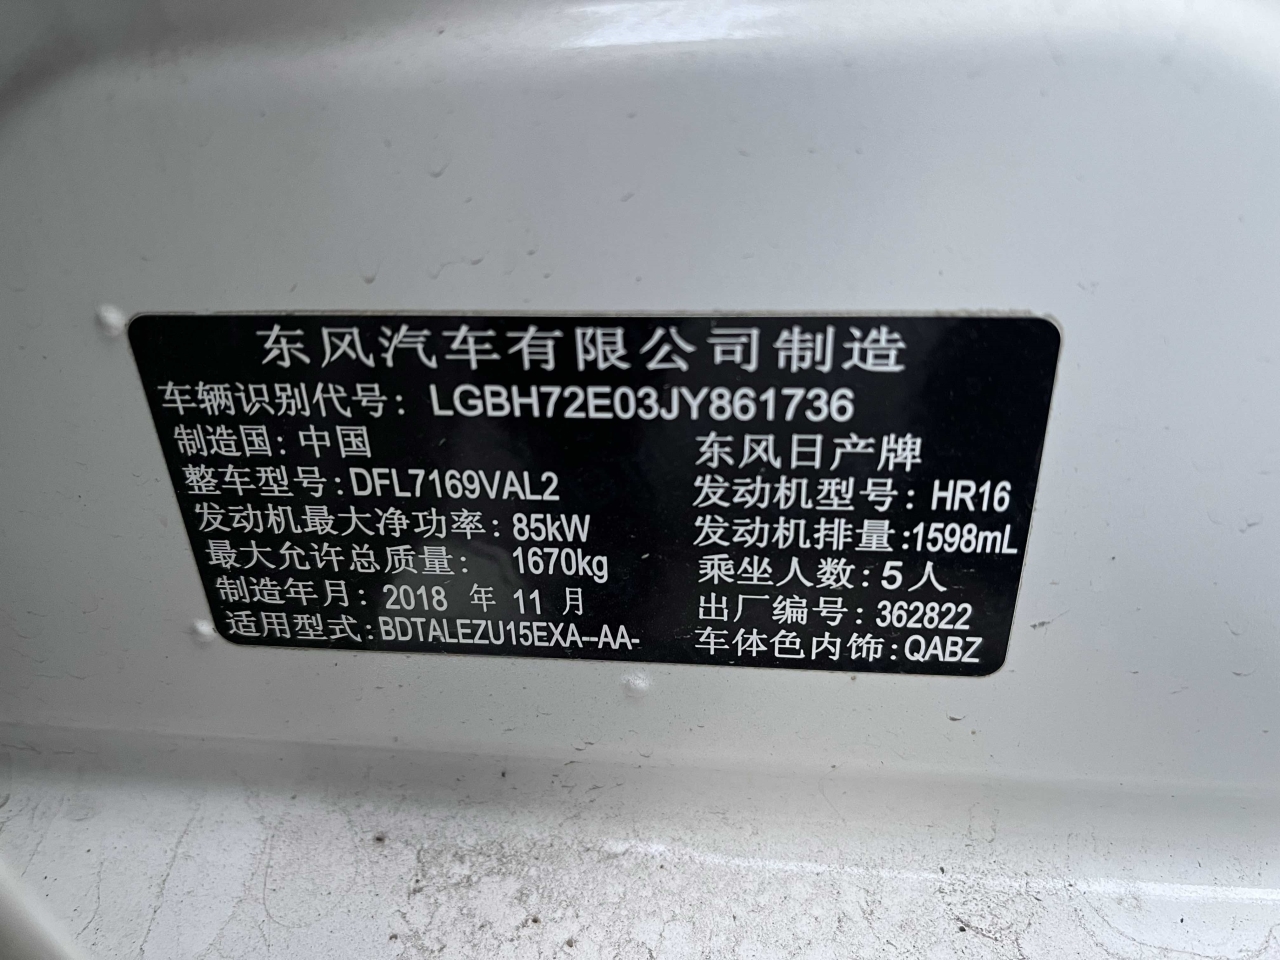 东风汽车有限公司制造
车辆识别代号：LGBH72E03JY861736
制造国：中国
东风日产牌
整车型号：DFL7169VAL2
发动机型号：HR16
发动机最大净功率：85kW
发动机排量：1598mL
最大允许总质量：1670kg
乘坐人数：5人
制造年月：2018 年 11 月
出厂编号：362822
适用型式：BDTALEZU15EXA--AA-
车体色内饰：QABZ